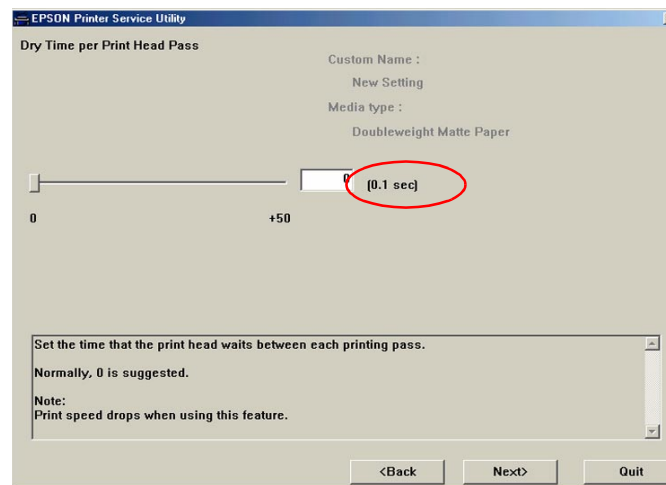 EPSON Printer Service Utility
Dry Time per Print Head Pass
Custom Name :
New Setting
Media type :
Doubleweight Matte Paper
0 (0.1 sec)
0 +50
Set the time that the print head waits between each printing pass.
Normally, 0 is suggested.
Note:
Print speed drops when using this feature.
<Back Next> Quit